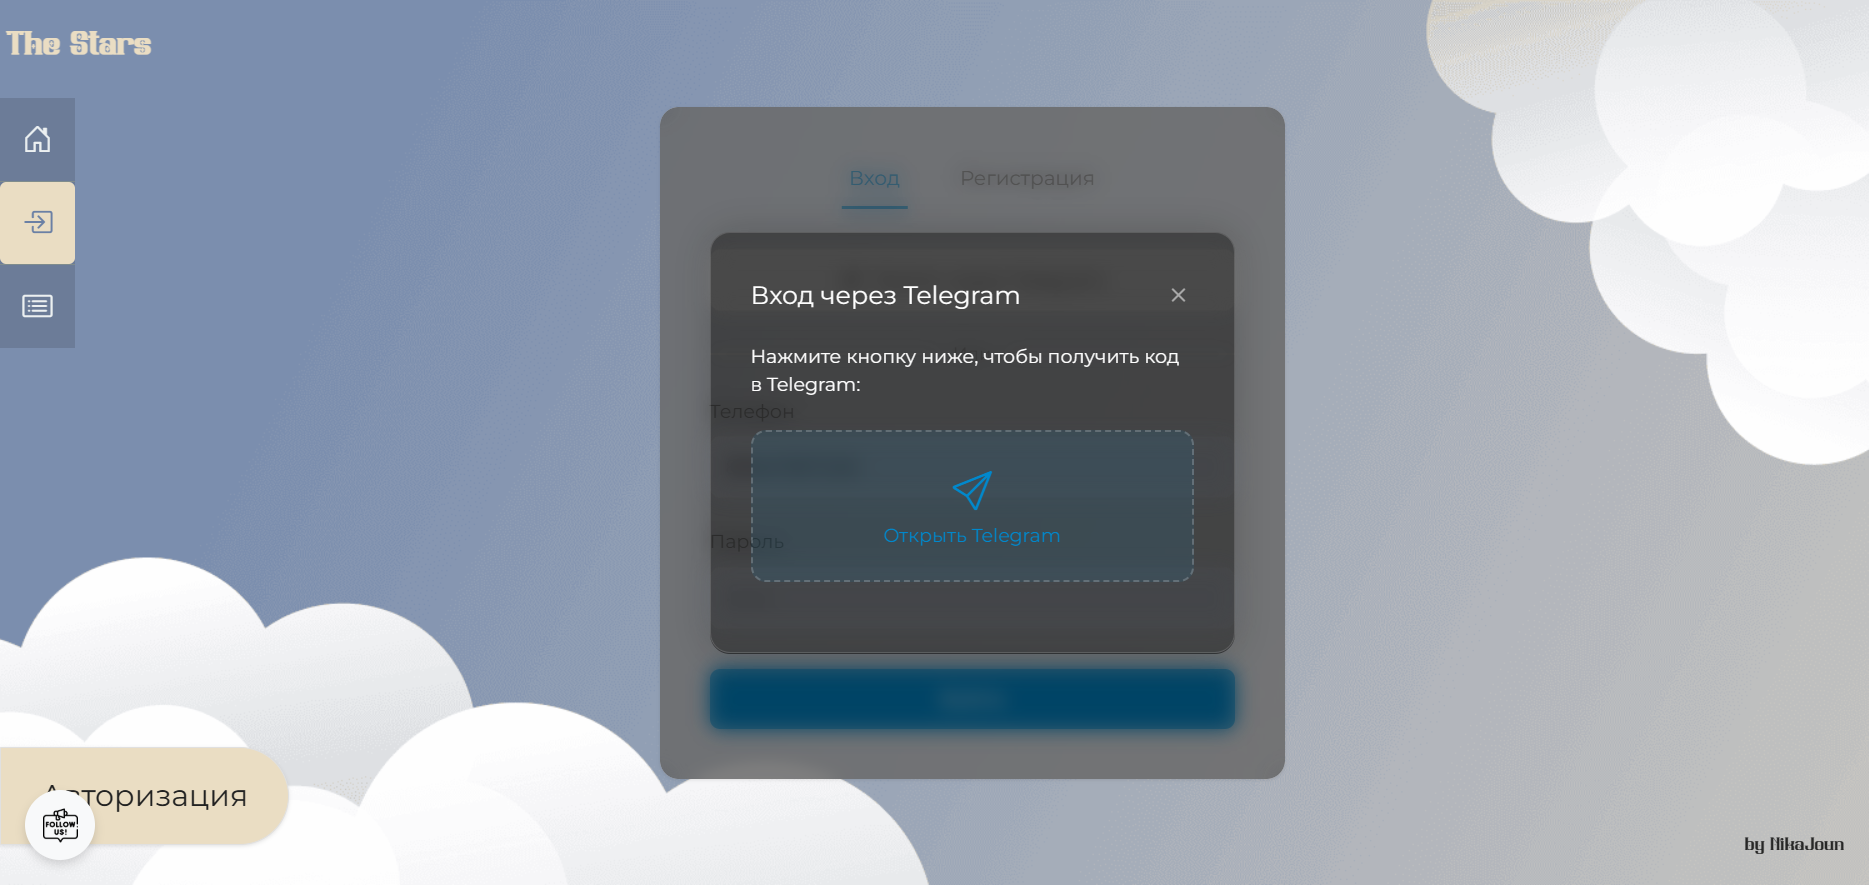 The Stars
Вход
Регистрация
Вход через Telegram
Нажмите кнопку ниже, чтобы получить код
в Telegram:
Телефон
Открыть Telegram
Пароль
Авторизация
FOLLOW
US!
by NikaJoun